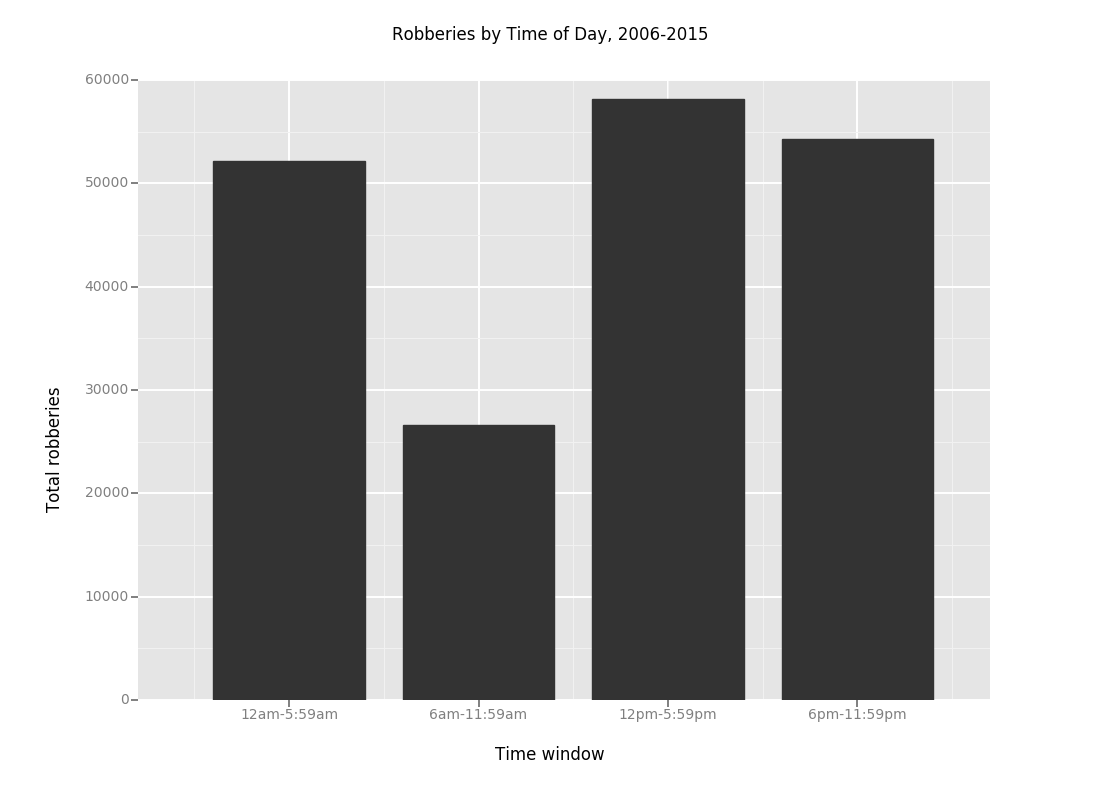 Robberies by Time of Day, 2006-2015
60000
50000
40000
30000
20000
10000
0
Total robberies
12am-5:59am 6am-11:59am 12pm-5:59pm 6pm-11:59pm
Time window